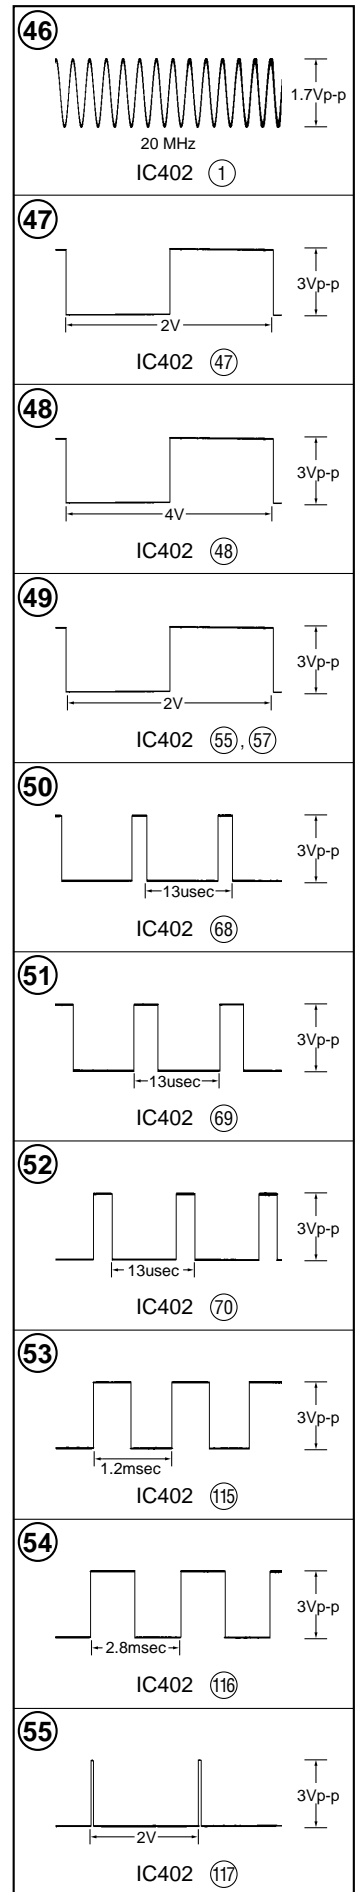 46
1.7Vp-p
20 MHz
IC402 1
47
3Vp-p
2V
IC402 47
48
3Vp-p
4V
IC402 48
49
3Vp-p
2V
IC402 55, 57
50
3Vp-p
13usec
IC402 68
51
3Vp-p
13usec
IC402 69
52
3Vp-p
13usec
IC402 70
53
3Vp-p
1.2msec
IC402 115
54
3Vp-p
2.8msec
IC402 116
55
3Vp-p
2V
IC402 117